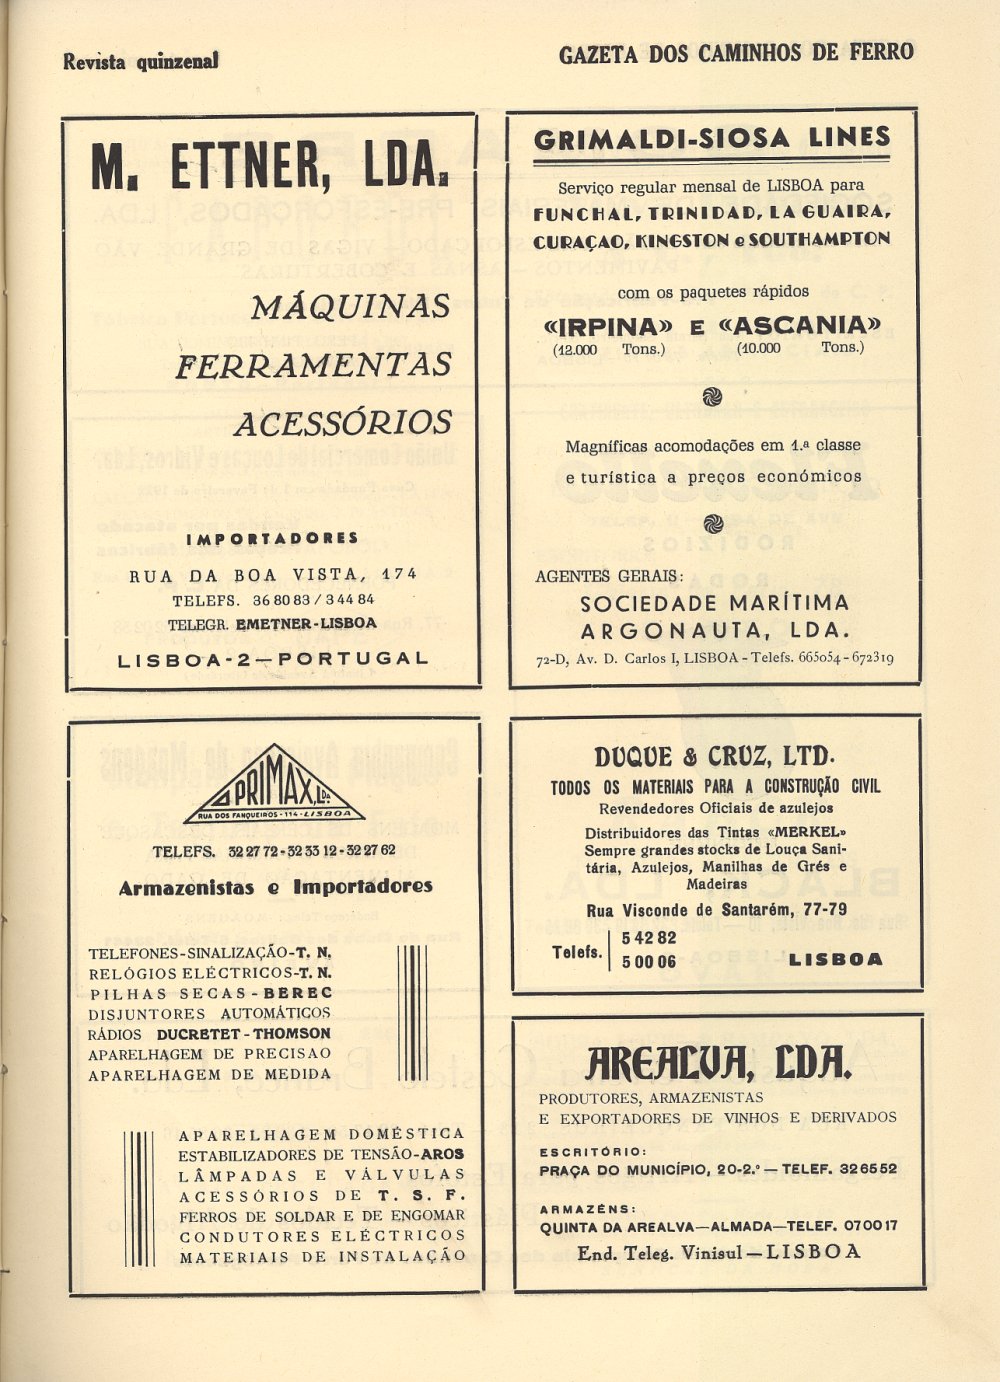 Revista quinzenal
GAZETA DOS CAMINHOS DE FERRO
M. ETTNER, LDA.
MÁQUINAS
FERRAMENTAS
ACESSÓRIOS
IMPORTADORES
RUA DA BOA VISTA, 174
TELEFS. 36 80 83 / 3 44 84
TELEGR. EMETNER-LISBOA
LISBOA-2—PORTUGAL
GRIMALDI-SIOSA LINES
Serviço regular mensal de LISBOA para
FUNCHAL, TRINIDAD, LA GUAIRA,
CURAÇAO, KINGSTON e SOUTHAMPTON
com os paquetes rápidos
«IRPINA» E «ASCANIA»
(12.000 Tons.) (10.000 Tons.)
Magníficas acomodações em 1.ª classe
e turística a preços económicos
AGENTES GERAIS:
SOCIEDADE MARÍTIMA
ARGONAUTA, LDA.
72-D, Av. D. Carlos I, LISBOA - Telefs. 665054-672319
PRIMAX, LDA
RUA DOS FANQUEIROS-114-LISBOA
TELEFS. 32 27 72-32 33 12-32 27 62
Armazenistas e Importadores
TELEFONES-SINALIZAÇÃO-T. N.
RELÓGIOS ELÉCTRICOS-T. N.
PILHAS SECAS-BEREC
DISJUNTORES AUTOMÁTICOS
RÁDIOS DUCRETET-THOMSON
APARELHAGEM DE PRECISAO
APARELHAGEM DE MEDIDA
APARELHAGEM DOMÉSTICA
ESTABILIZADORES DE TENSÃO-AROS
LÂMPADAS E VÁLVULAS
ACESSÓRIOS DE T. S. F.
FERROS DE SOLDAR E DE ENGOMAR
CONDUTORES ELÉCTRICOS
MATERIAIS DE INSTALAÇÃO
DUQUE & CRUZ, LTD.
TODOS OS MATERIAIS PARA A CONSTRUÇÃO CIVIL
Revendedores Oficiais de azulejos
Distribuidores das Tintas «MERKEL»
Sempre grandes stocks de Louça Sani-
tária, Azulejos, Manilhas de Grés e
Madeiras
Rua Visconde de Santarém, 77-79
Telefs. 5 42 82
5 00 06 LISBOA
AREALVA, LDA.
PRODUTORES, ARMAZENISTAS
E EXPORTADORES DE VINHOS E DERIVADOS
ESCRITÓRIO:
PRAÇA DO MUNICÍPIO, 20-2.º — TELEF. 326552
ARMAZÉNS:
QUINTA DA AREALVA—ALMADA—TELEF. 070017
End. Teleg. Vinisul — LISBOA